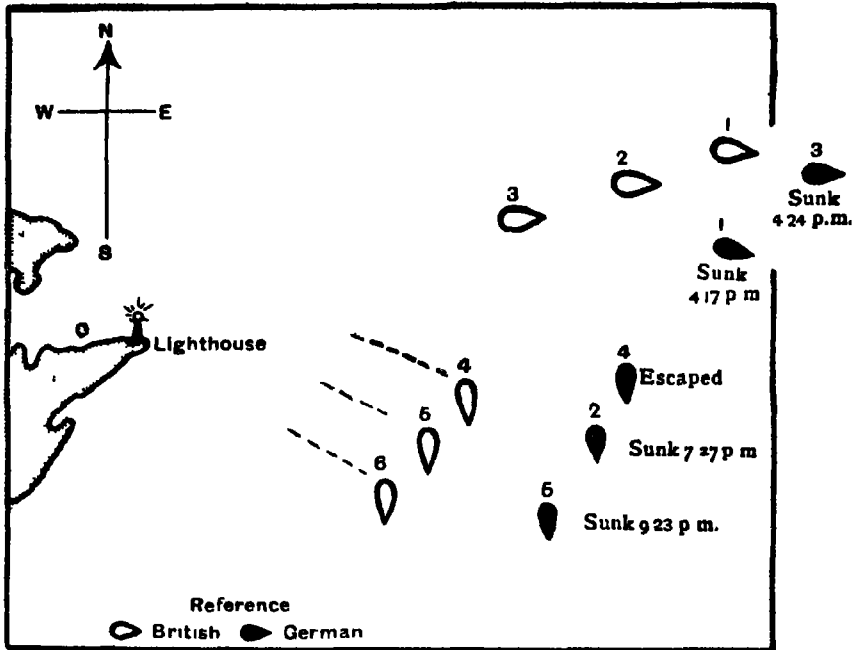 N
W E
S
1
2
3
3
Sunk
4 24 p.m.
1
Sunk
4 17 p m
Lighthouse
4
5
6
4
Escaped
2
Sunk 7 27 p m
5
Sunk 9 23 p m.
Reference
British German